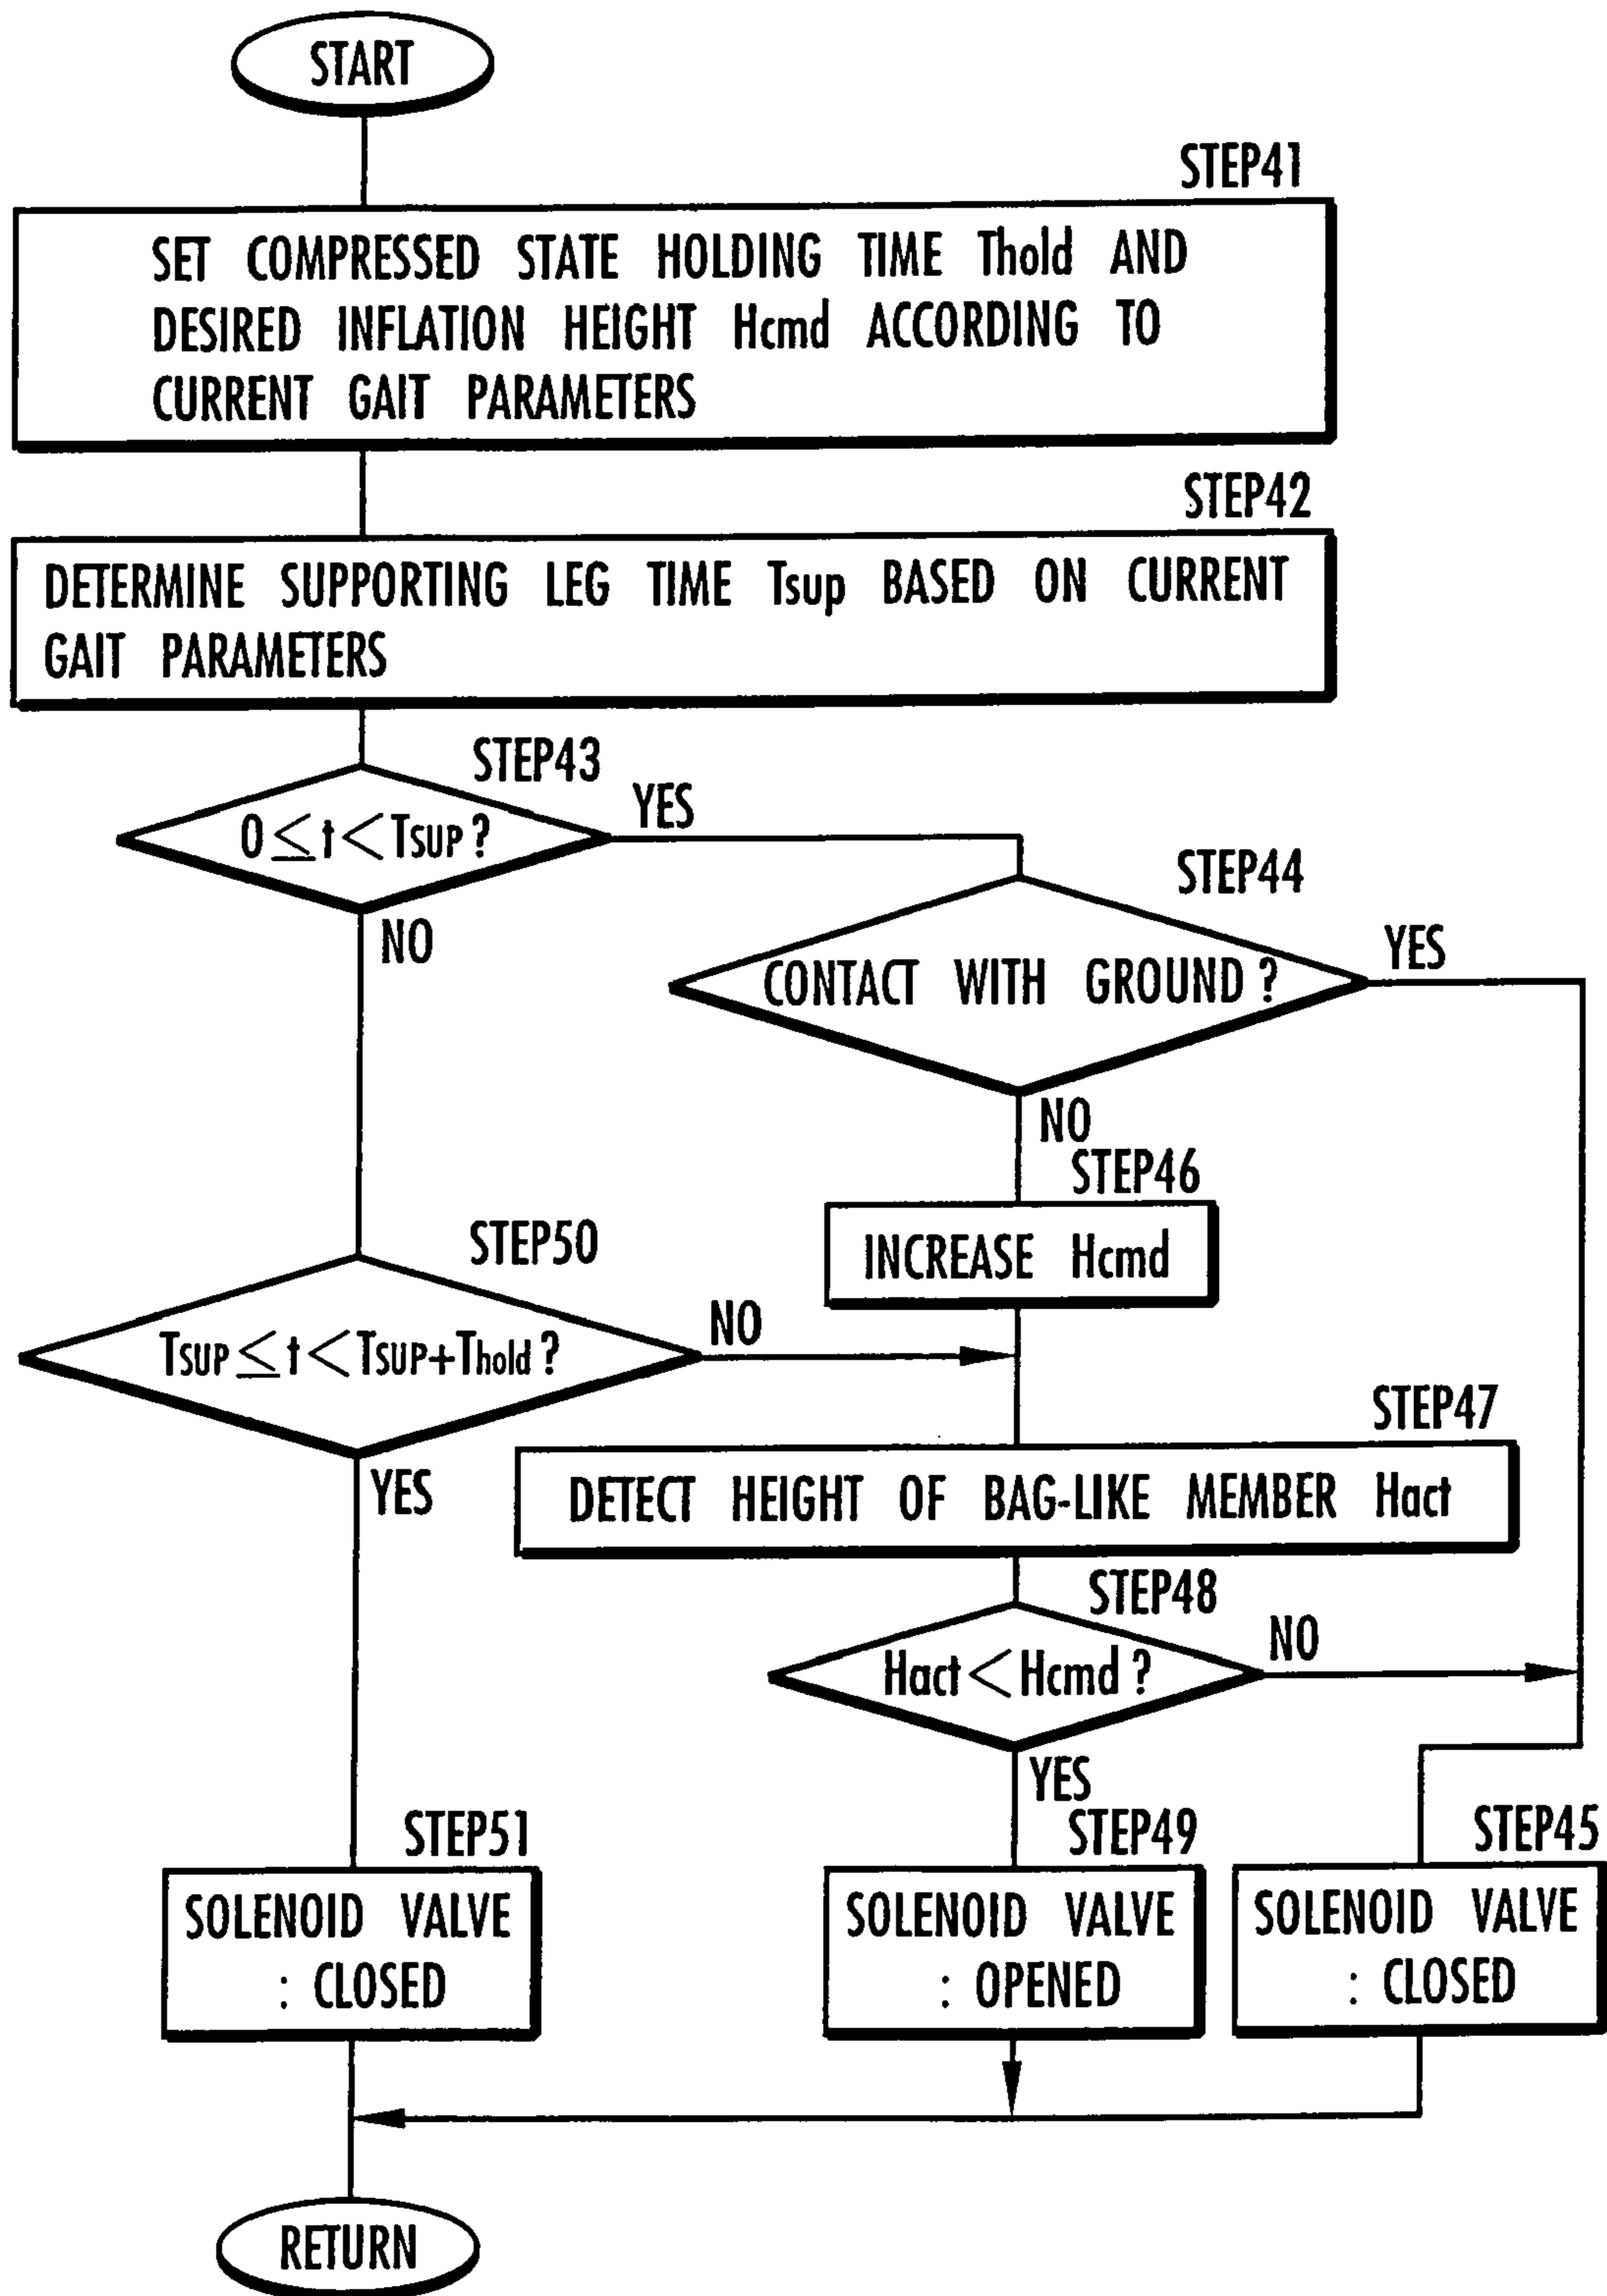 START
STEP41
SET COMPRESSED STATE HOLDING TIME Thold AND
DESIRED INFLATION HEIGHT Hcmd ACCORDING TO
CURRENT GAIT PARAMETERS
STEP42
DETERMINE SUPPORTING LEG TIME Tsup BASED ON CURRENT
GAIT PARAMETERS
STEP43
0≦t<TSUP?
YES
NO
STEP44
CONTACT WITH GROUND?
YES
NO
STEP46
INCREASE Hcmd
STEP50
TSUP≦t<TSUP+Thold?
NO
YES
STEP47
DETECT HEIGHT OF BAG-LIKE MEMBER Hact
STEP48
Hact<Hcmd?
NO
YES
STEP51
SOLENOID VALVE
: CLOSED
STEP49
SOLENOID VALVE
: OPENED
STEP45
SOLENOID VALVE
: CLOSED
RETURN